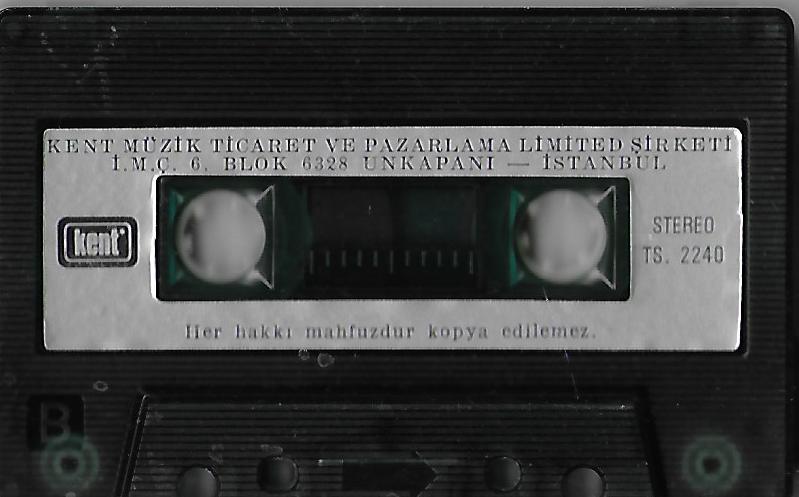 KENT MÜZİK TİCARET VE PAZARLAMA LİMİTED ŞİRKETİ
İ.M.C. 6. BLOK 6328 UNKAPANI — İSTANBUL
kent
STEREO
TS. 2240
Her hakkı mahfuzdur kopya edilemez.
B